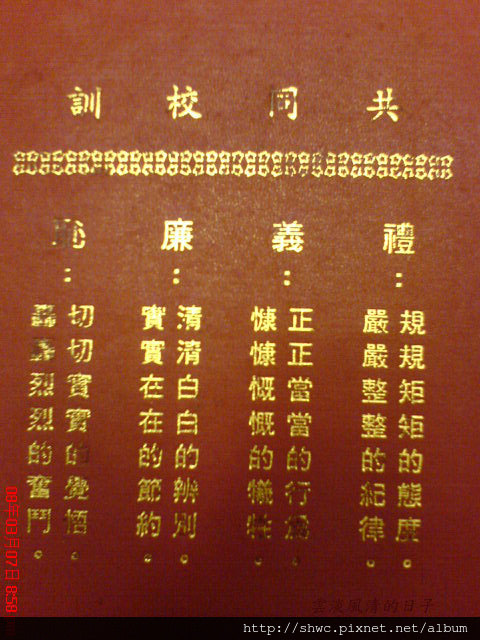 共同校訓
禮:
規規矩矩的態度。
嚴嚴整整的紀律。
義:
正正當當的行為。
慷慷慨慨的犧牲。
廉:
清清白白的辨別。
實實在在的節約。
恥:
切切實實的覺悟。
轟轟烈烈的奮鬥。
08年03月07日 8:58
雲淡風清的日子
http://shwc.pixnet.net/album